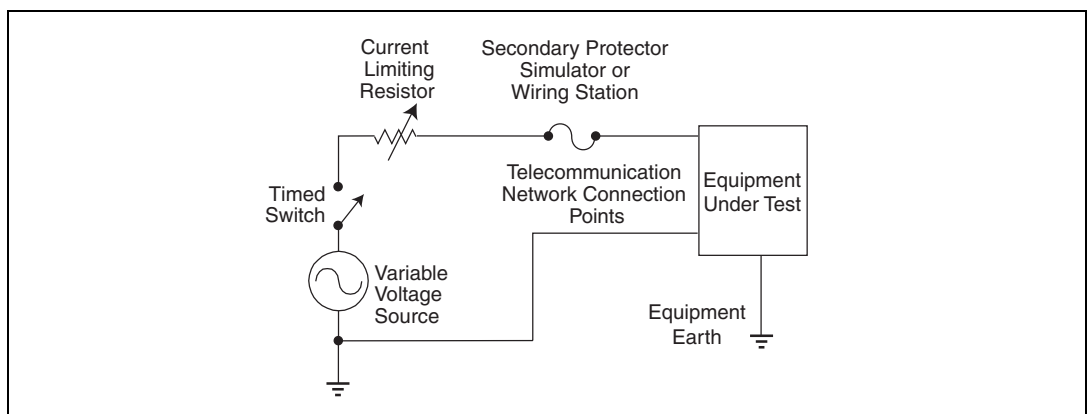 Current
Limiting
Resistor
Secondary Protector
Simulator or
Wiring Station
Timed
Switch
Telecommunication
Network Connection
Points
Equipment
Under Test
Variable
Voltage
Source
Equipment
Earth